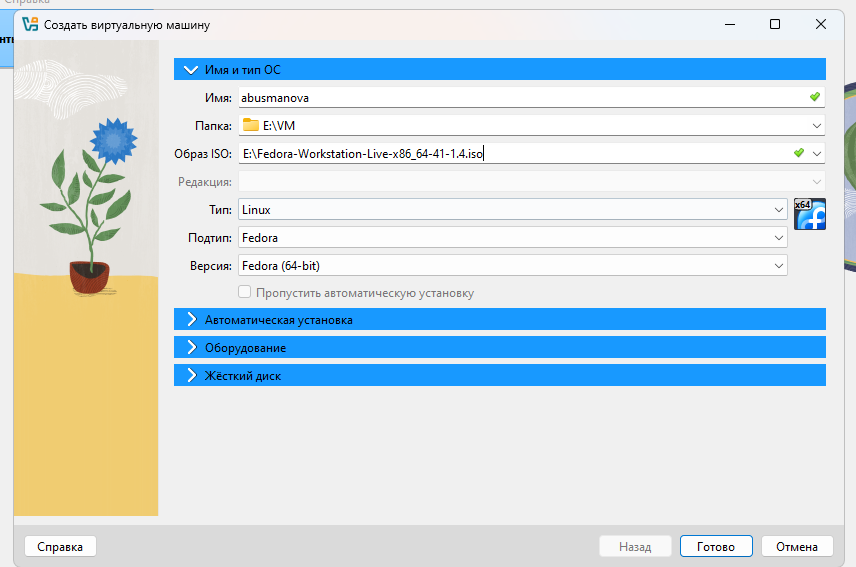 Справка
Создать виртуальную машину
Имя и тип ОС
Имя: abusmanova
Папка: E:\VM
Образ ISO: E:\Fedora-Workstation-Live-x86_64-41-1.4.iso
Редакция:
Тип: Linux
x64
Подтип: Fedora
Версия: Fedora (64-bit)
Пропустить автоматическую установку
Автоматическая установка
Оборудование
Жёсткий диск
Справка Назад Готово Отмена